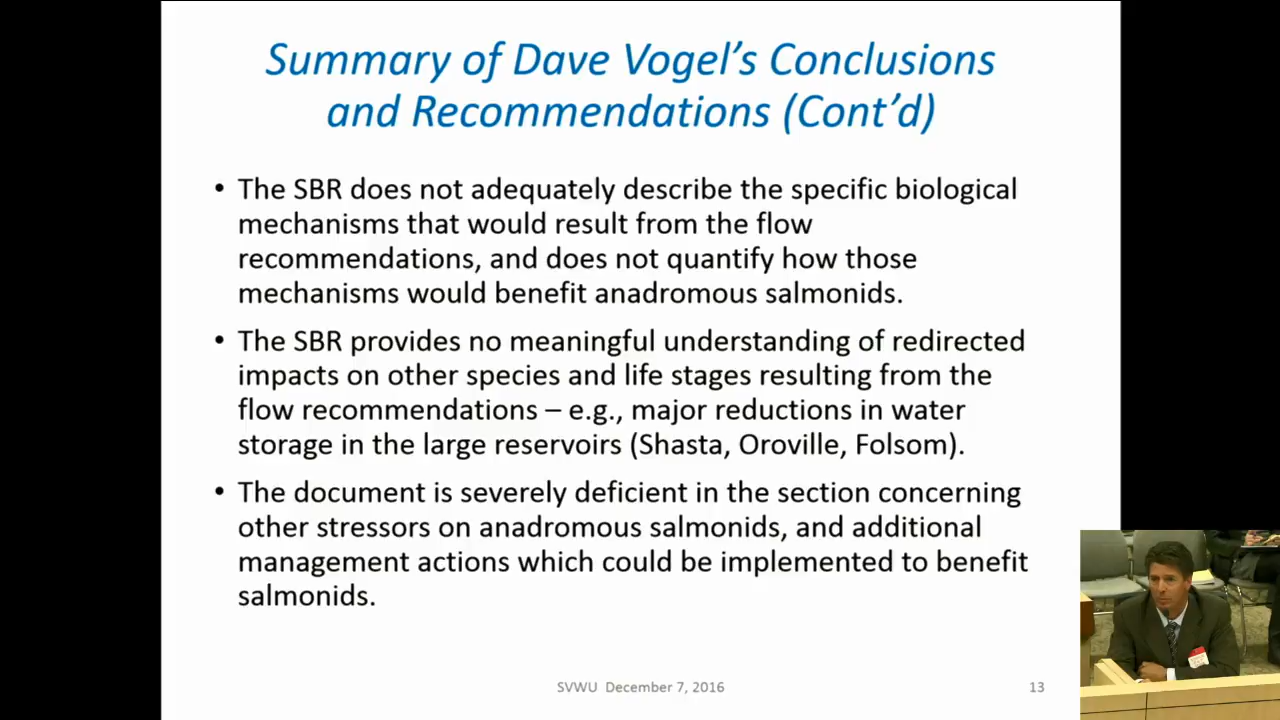 Summary of Dave Vogel’s Conclusions
and Recommendations (Cont’d)
• The SBR does not adequately describe the specific biological
mechanisms that would result from the flow
recommendations, and does not quantify how those
mechanisms would benefit anadromous salmonids.
• The SBR provides no meaningful understanding of redirected
impacts on other species and life stages resulting from the
flow recommendations – e.g., major reductions in water
storage in the large reservoirs (Shasta, Oroville, Folsom).
• The document is severely deficient in the section concerning
other stressors on anadromous salmonids, and additional
management actions which could be implemented to benefit
salmonids.
SVWU December 7, 2016
13